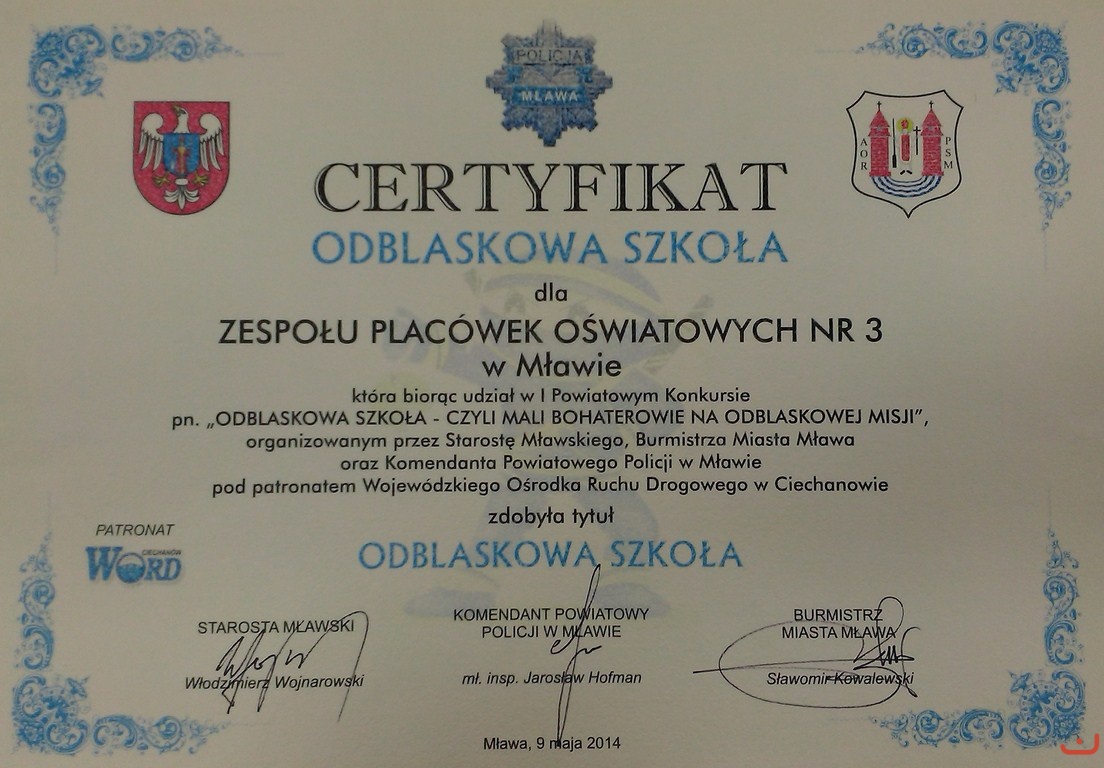 POLICJA
MŁAWA
A
O
R
P
S
M
CERTYFIKAT
ODBLASKOWA SZKOŁA
dla
ZESPOŁU PLACÓWEK OŚWIATOWYCH NR 3
w Mławie
która biorąc udział w I Powiatowym Konkursie
pn. „ODBLASKOWA SZKOŁA - CZYLI MALI BOHATEROWIE NA ODBLASKOWEJ MISJI”,
organizowanym przez Starostę Mławskiego, Burmistrza Miasta Mława
oraz Komendanta Powiatowego Policji w Mławie
pod patronatem Wojewódzkiego Ośrodka Ruchu Drogowego w Ciechanowie
zdobyła tytuł
ODBLASKOWA SZKOŁA
PATRONAT
CIECHANÓW
WORD
STAROSTA MŁAWSKI
Włodzimierz Wojnarowski
KOMENDANT POWIATOWY
POLICJI W MŁAWIE
mł. insp. Jarosław Hofman
BURMISTRZ
MIASTA MŁAWA
Sławomir Kowalewski
Mława, 9 maja 2014